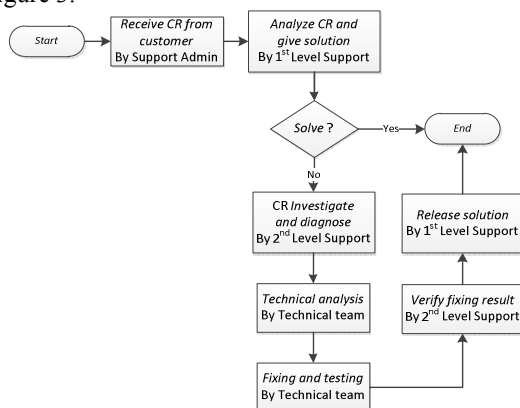 Start
Receive CR from
customer
By Support Admin
Analyze CR and
give solution
By 1st Level Support
Solve ?
Yes
End
No
CR Investigate
and diagnose
By 2nd Level Support
Technical analysis
By Technical team
Fixing and testing
By Technical team
Verify fixing result
By 2nd Level Support
Release solution
By 1st Level Support